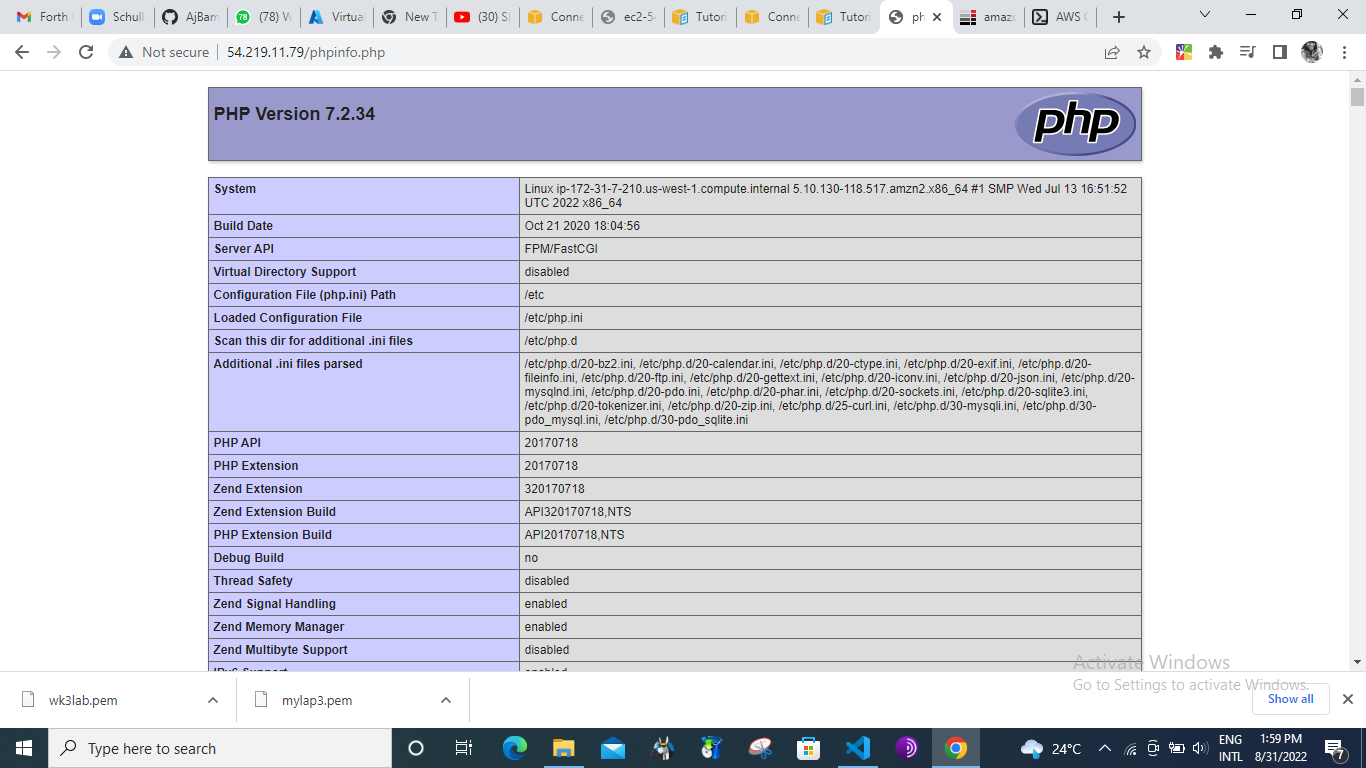 Forth
Schull
AjBam
(78) W
Virtua
New T
(30) Sh
Conne
ec2-5
Tutori
Conne
Tutori
ph
amazo
AWS C
Not secure
54.219.11.79/phpinfo.php
PHP Version 7.2.34
php
System
Linux ip-172-31-7-210.us-west-1.compute.internal 5.10.130-118.517.amzn2.x86_64 #1 SMP Wed Jul 13 16:51:52
UTC 2022 x86_64
Build Date
Oct 21 2020 18:04:56
Server API
FPM/FastCGI
Virtual Directory Support
disabled
Configuration File (php.ini) Path
/etc
Loaded Configuration File
/etc/php.ini
Scan this dir for additional .ini files
/etc/php.d
Additional .ini files parsed
/etc/php.d/20-bz2.ini, /etc/php.d/20-calendar.ini, /etc/php.d/20-ctype.ini, /etc/php.d/20-exif.ini, /etc/php.d/20-
fileinfo.ini, /etc/php.d/20-ftp.ini, /etc/php.d/20-gettext.ini, /etc/php.d/20-iconv.ini, /etc/php.d/20-json.ini, /etc/php.d/20-
mysqlnd.ini, /etc/php.d/20-pdo.ini, /etc/php.d/20-phar.ini, /etc/php.d/20-sockets.ini, /etc/php.d/20-sqlite3.ini,
/etc/php.d/20-tokenizer.ini, /etc/php.d/20-zip.ini, /etc/php.d/25-curl.ini, /etc/php.d/30-mysqli.ini, /etc/php.d/30-
pdo_mysql.ini, /etc/php.d/30-pdo_sqlite.ini
PHP API
20170718
PHP Extension
20170718
Zend Extension
320170718
Zend Extension Build
API320170718,NTS
PHP Extension Build
API20170718,NTS
Debug Build
no
Thread Safety
disabled
Zend Signal Handling
enabled
Zend Memory Manager
enabled
Zend Multibyte Support
disabled
IPv6 Support
enabled
Activate Windows
Go to Settings to activate Windows.
wk3lab.pem
mylap3.pem
Show all
Type here to search
24°C
ENG
INTL
1:59 PM
8/31/2022
7